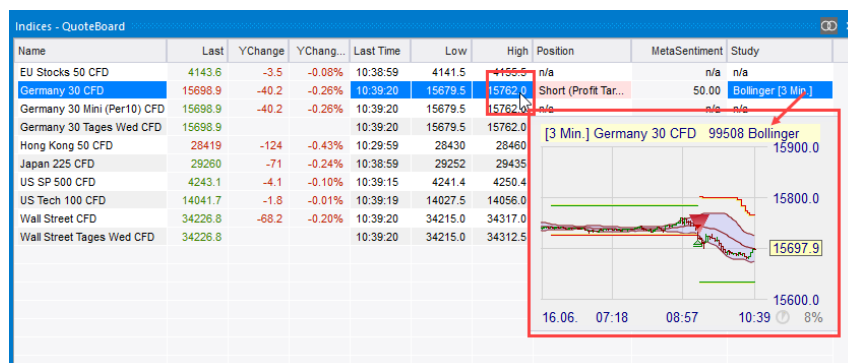 Indices - QuoteBoard
Name Last YChange YChang... Last Time Low High Position MetaSentiment Study
EU Stocks 50 CFD 4143.6 -3.5 -0.08% 10:38:59 4141.5 4155.5 n/a n/a n/a
Germany 30 CFD 15698.9 -40.2 -0.26% 10:39:20 15679.5 15762.0 Short (Profit Tar... 50.00 Bollinger [3 Min.]
Germany 30 Mini (Per10) CFD 15698.9 -40.2 -0.26% 10:39:20 15679.5 15762.0 n/a n/a n/a
Germany 30 Tages Wed CFD 15698.9 10:39:20 15679.5 15762.0
Hong Kong 50 CFD 28419 -124 -0.43% 10:29:59 28430 28460
Japan 225 CFD 29260 -71 -0.24% 10:38:59 29252 29435
US SP 500 CFD 4243.1 -4.1 -0.10% 10:39:15 4241.4 4250.4
US Tech 100 CFD 14041.7 -1.8 -0.01% 10:39:19 14027.5 14056.0
Wall Street CFD 34226.8 -68.2 -0.20% 10:39:20 34215.0 34317.0
Wall Street Tages Wed CFD 34226.8 10:39:20 34215.0 34312.5
[3 Min.] Germany 30 CFD 99508 Bollinger
15900.0
15800.0
15697.9
15600.0
16.06. 07:18 08:57 10:39 8%